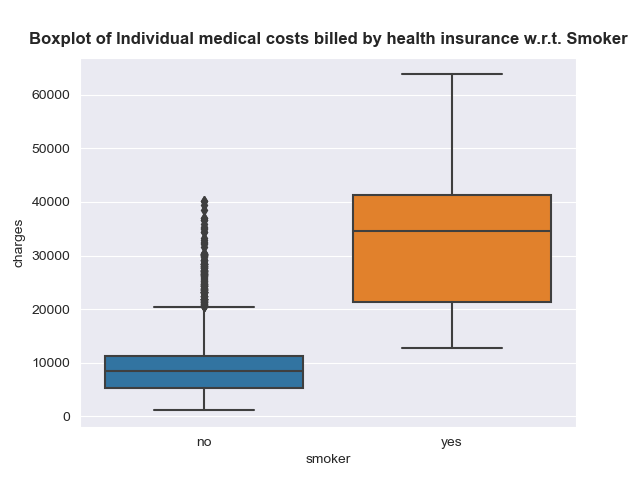 Boxplot of Individual medical costs billed by health insurance w.r.t. Smoker
60000
50000
40000
30000
20000
10000
0
charges
no yes
smoker